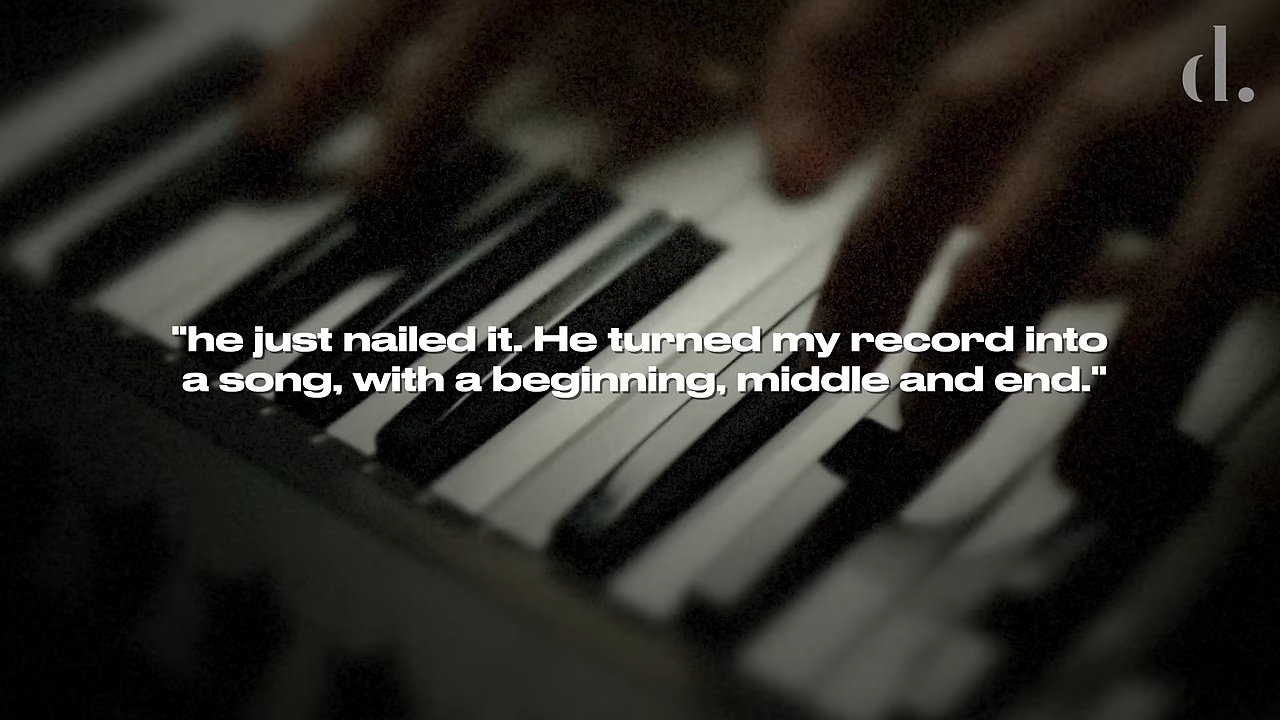 d.
"he just nailed it. He turned my record into
a song, with a beginning, middle and end."